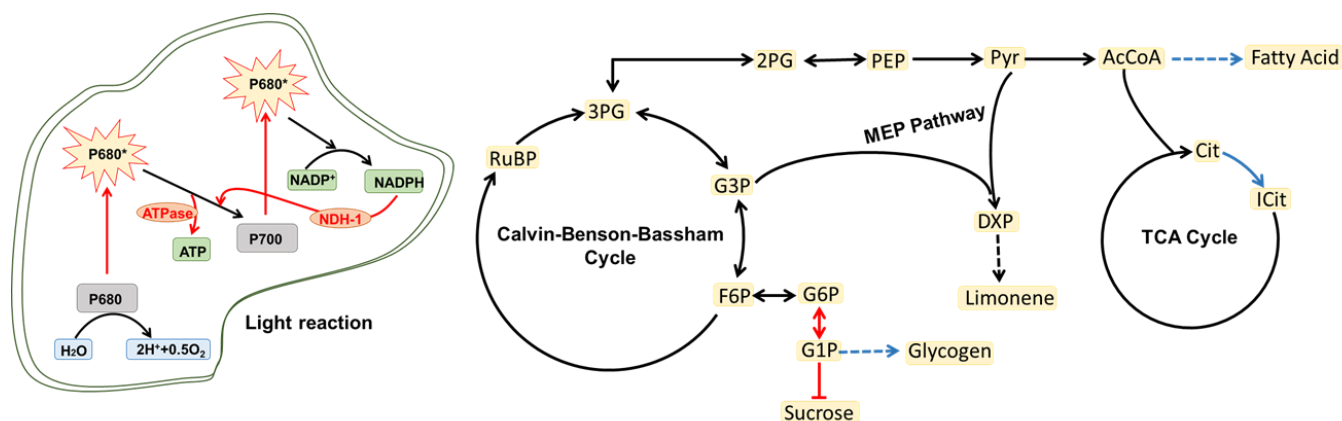 P680*
P680*
NADP+
NADPH
ATPase
NDH-1
ATP
P700
P680
H2O
2H++0.5O2
Light reaction
2PG
PEP
Pyr
AcCoA
Fatty Acid
3PG
MEP Pathway
RuBP
G3P
Cit
ICit
DXP
Calvin-Benson-Bassham
Cycle
TCA Cycle
F6P
G6P
Limonene
G1P
Glycogen
Sucrose